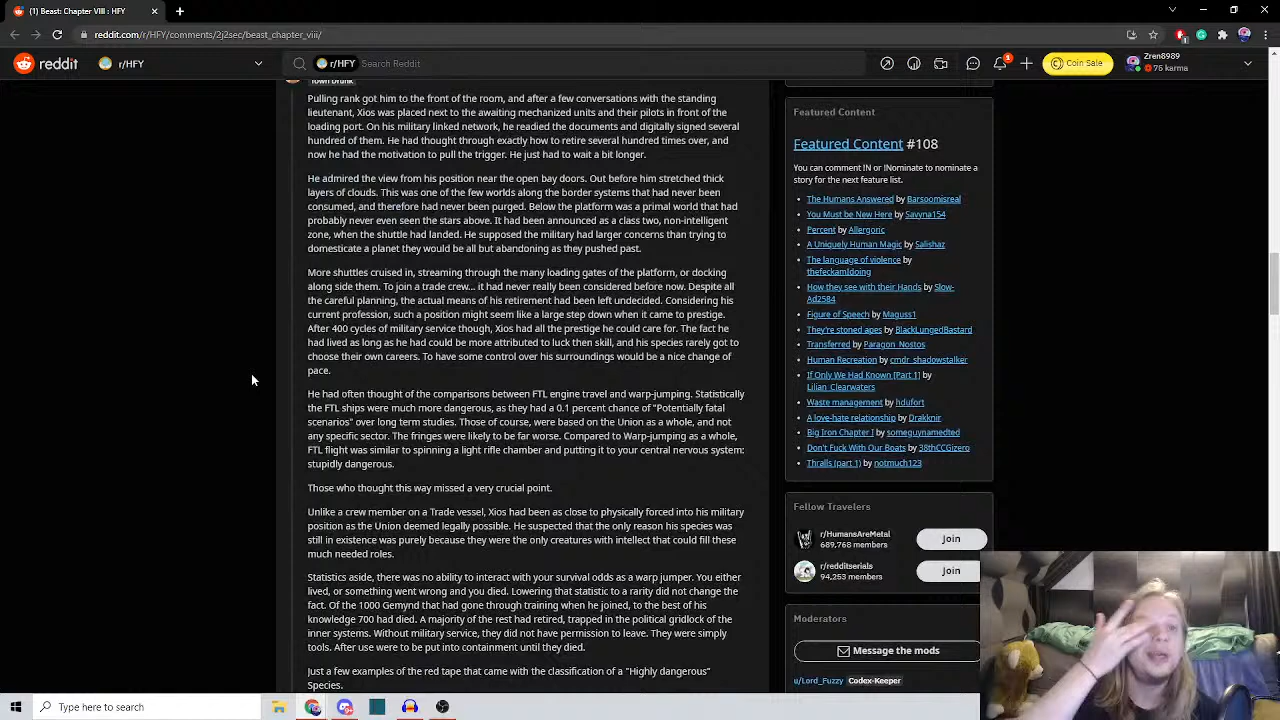 (1) Beast: Chapter VIII : HFY
reddit.com/r/HFY/comments/2j2sec/beast_chapter_viii/
1
reddit
r/HFY
r/HFY
Search Reddit
1
Coin Sale
Zren8989
76 karma
Town Drunk
Pulling rank got him to the front of the room, and after a few conversations with the standing
lieutenant, Xios was placed next to the awaiting mechanized units and their pilots in front of the
loading port. On his military linked network, he readied the documents and digitally signed several
hundred of them. He had thought through exactly how to retire several hundred times over, and
now he had the motivation to pull the trigger. He just had to wait a bit longer.
He admired the view from his position near the open bay doors. Out before him stretched thick
layers of clouds. This was one of the few worlds along the border systems that had never been
consumed, and therefore had never been purged. Below the platform was a primal world that had
probably never even seen the stars above. It had been announced as a class two, non-intelligent
zone, when the shuttle had landed. He supposed the military had larger concerns than trying to
domesticate a planet they would be all but abandoning as they pushed past.
More shuttles cruised in, streaming through the many loading gates of the platform, or docking
along side them. To join a trade crew... it had never really been considered before now. Despite all
the careful planning, the actual means of his retirement had been left undecided. Considering his
current profession, such a position might seem like a large step down when it came to prestige.
After 400 cycles of military service though, Xios had all the prestige he could care for. The fact he
had lived as long as he had could be more attributed to luck then skill, and his species rarely got to
choose their own careers. To have some control over his surroundings would be a nice change of
pace.
He had often thought of the comparisons between FTL engine travel and warp-jumping. Statistically
the FTL ships were much more dangerous, as they had a 0.1 percent chance of "Potentially fatal
scenarios" over long term studies. Those of course, were based on the Union as a whole, and not
any specific sector. The fringes were likely to be far worse. Compared to Warp-jumping as a whole,
FTL flight was similar to spinning a light rifle chamber and putting it to your central nervous system:
stupidly dangerous.
Those who thought this way missed a very crucial point.
Unlike a crew member on a Trade vessel, Xios had been as close to physically forced into his military
position as the Union deemed legally possible. He suspected that the only reason his species was
still in existence was purely because they were the only creatures with intellect that could fill these
much needed roles.
Statistics aside, there was no ability to interact with your survival odds as a warp jumper. You either
lived, or something went wrong and you died. Lowering that statistic to a rarity did not change the
fact. Of the 1000 Gemynd that had gone through training when he joined, to the best of his
knowledge 700 had died. A majority of the rest had retired, trapped in the political gridlock of the
inner systems. Without military service, they did not have permission to leave. They were simply
tools. After use were to be put into containment until they died.
Just a few examples of the red tape that came with the classification of a "Highly dangerous"
Species.
Featured Content
Featured Content #108
You can comment !N or !Nominate to nominate a
story for the next feature list.
The Humans Answered by Barsoomisreal
You Must be New Here by Savyna154
Percent by Allergoric
A Uniquely Human Magic by Salishaz
The language of violence by
thefeckamIdoing
How they see with their Hands by Slow-
Ad2584
Figure of Speech by Maguss1
They're stoned apes by BlackLungedBastard
Transferred by Paragon_Nostos
Human Recreation by cmdr_shadowstalker
If Only We Had Known [Part 1] by
Lilian_Clearwaters
Waste management by hdufort
A love-hate relationship by Drakknir
Big Iron Chapter I by someguynamedted
Don't Fuck With Our Boats by 38thCCGizero
Thralls (part 1) by notmuch123
Fellow Travelers
r/HumansAreMetal
689,768 members
Join
r/redditserials
94,253 members
Join
Moderators
Message the mods
u/Lord_Fuzzy Codex-Keeper
Type here to search